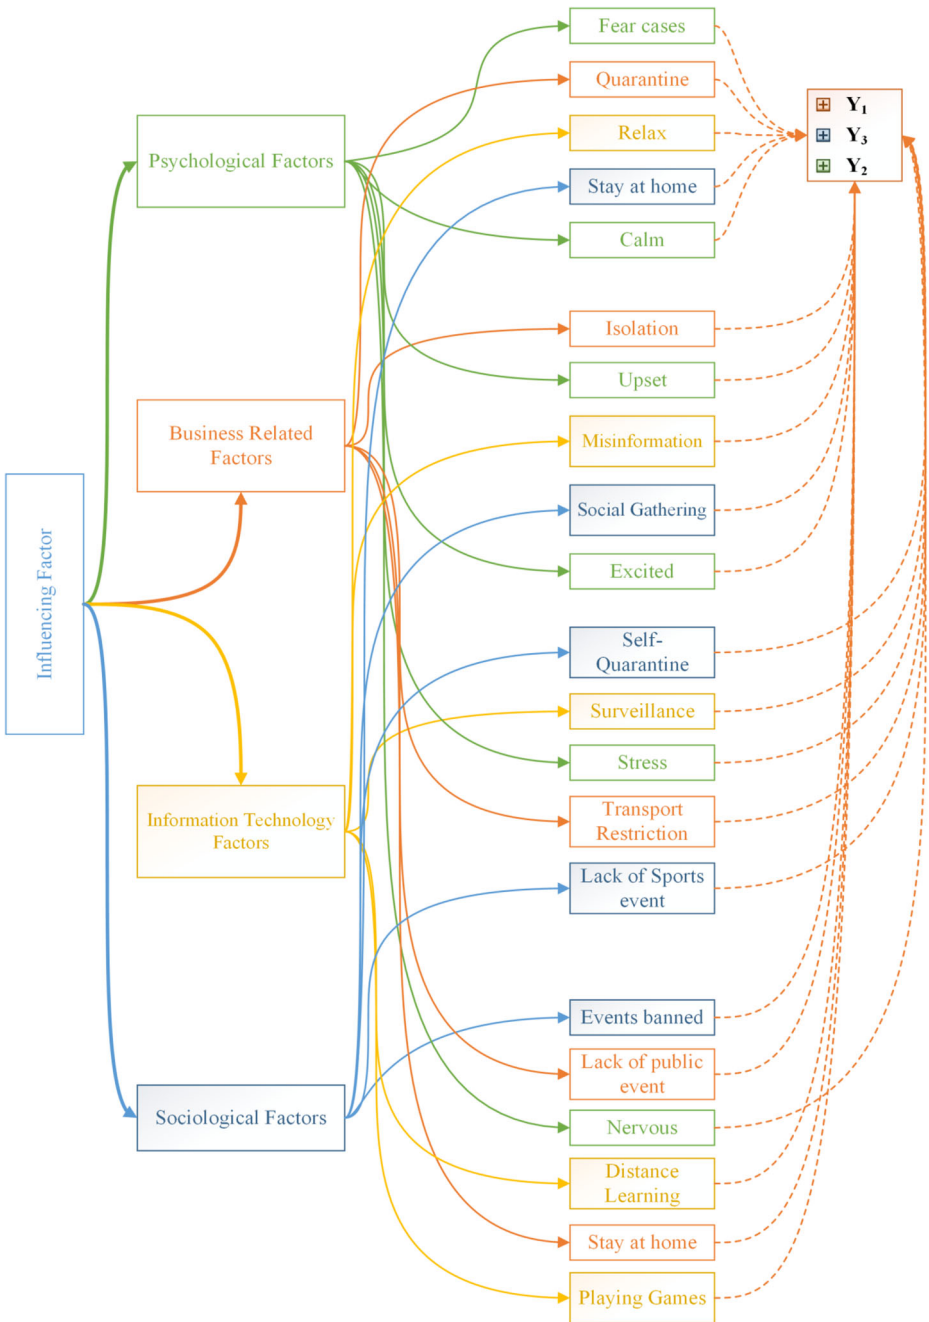 Influencing Factor
Psychological Factors
Business Related
Factors
Information Technology
Factors
Sociological Factors
Fear cases
Quarantine
Relax
Stay at home
Calm
Isolation
Upset
Misinformation
Social Gathering
Excited
Self-
Quarantine
Surveillance
Stress
Transport
Restriction
Lack of Sports
event
Events banned
Lack of public
event
Nervous
Distance
Learning
Stay at home
Playing Games
Y₁
Y₃
Y₂